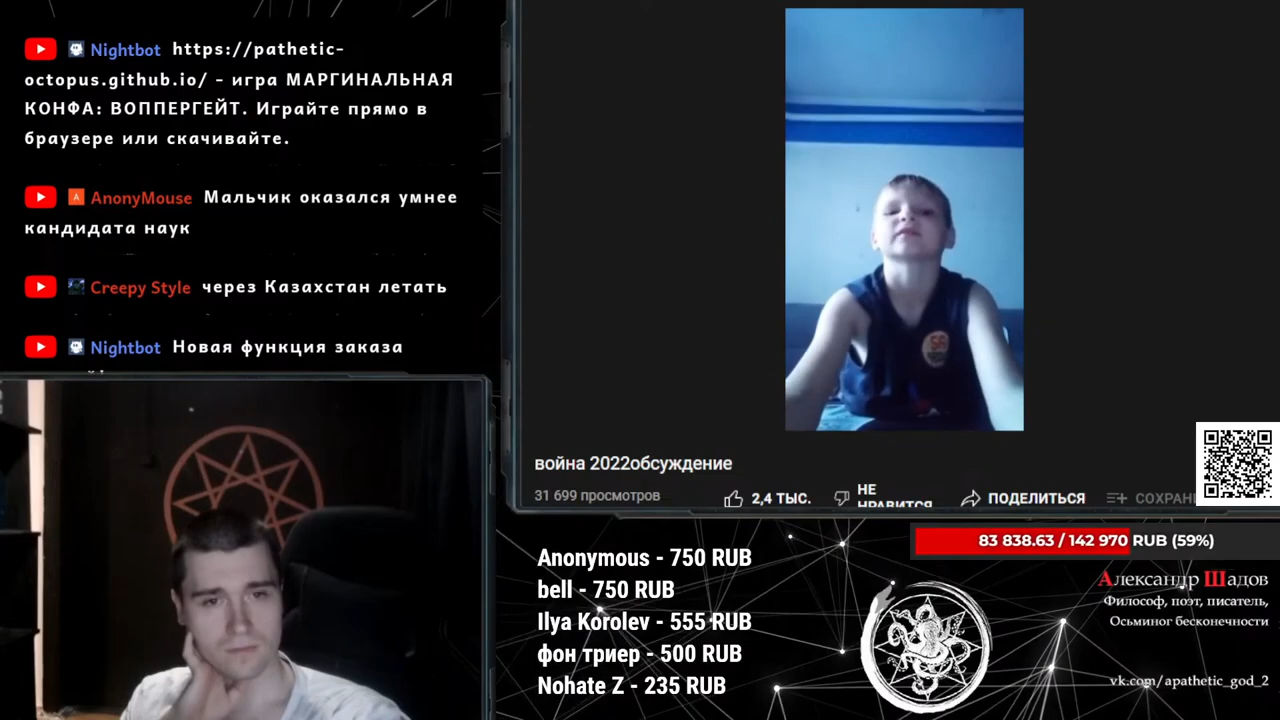 Nightbot https://pathetic-
octopus.github.io/ - игра МАРГИНАЛЬНАЯ
КОНФА: ВОППЕРГЕЙТ. Играйте прямо в
браузере или скачивайте.
A AnonyMouse Мальчик оказался умнее
кандидата наук
Creepy Style через Казахстан летать
Nightbot Новая функция заказа
война 2022обсуждение
31 699 просмотров
2,4 ТЫС.
НЕ
НРАВИТСЯ
ПОДЕЛИТЬСЯ
СОХРАН
83 838.63 / 142 970 RUB (59%)
Anonymous - 750 RUB
bell - 750 RUB
Ilya Korolev - 555 RUB
фон триер - 500 RUB
Nohate Z - 235 RUB
Александр Шадов
Философ, поэт, писатель,
Осьминог бесконечности
vk.com/apathetic_god_2